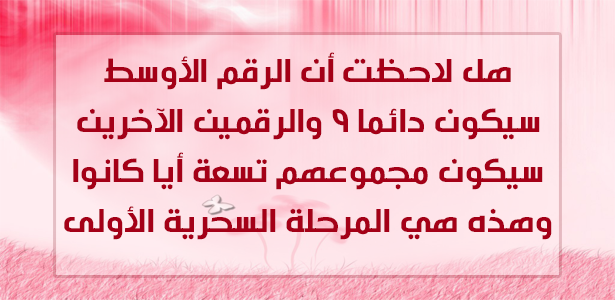 هل لاحظت أن الرقم الأوسط
سيكون دائما ٩ والرقمين الآخرين
سيكون مجموعهم تسعة أيا كانوا
وهذه هي المرحلة السحرية الأولى